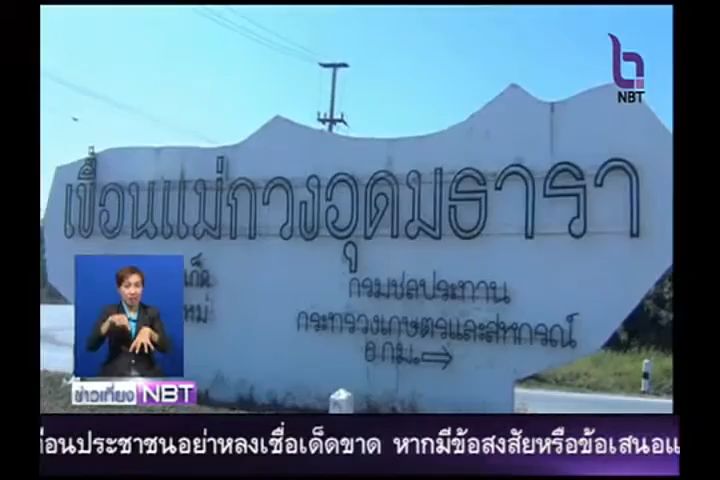 NBT
เขื่อนแม่กวงอุดมธารา
กรมชลประทาน
กระทรวงเกษตรและสหกรณ์
๘ กม.
ข่าวเที่ยง NBT
ประชาชนอย่าหลงเชื่อเด็ดขาด หากมีข้อสงสัยหรือข้อเสนอ